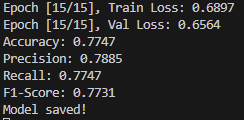 Epoch [15/15], Train Loss: 0.6897
Epoch [15/15], Val Loss: 0.6564
Accuracy: 0.7747
Precision: 0.7885
Recall: 0.7747
F1-Score: 0.7731
Model saved!